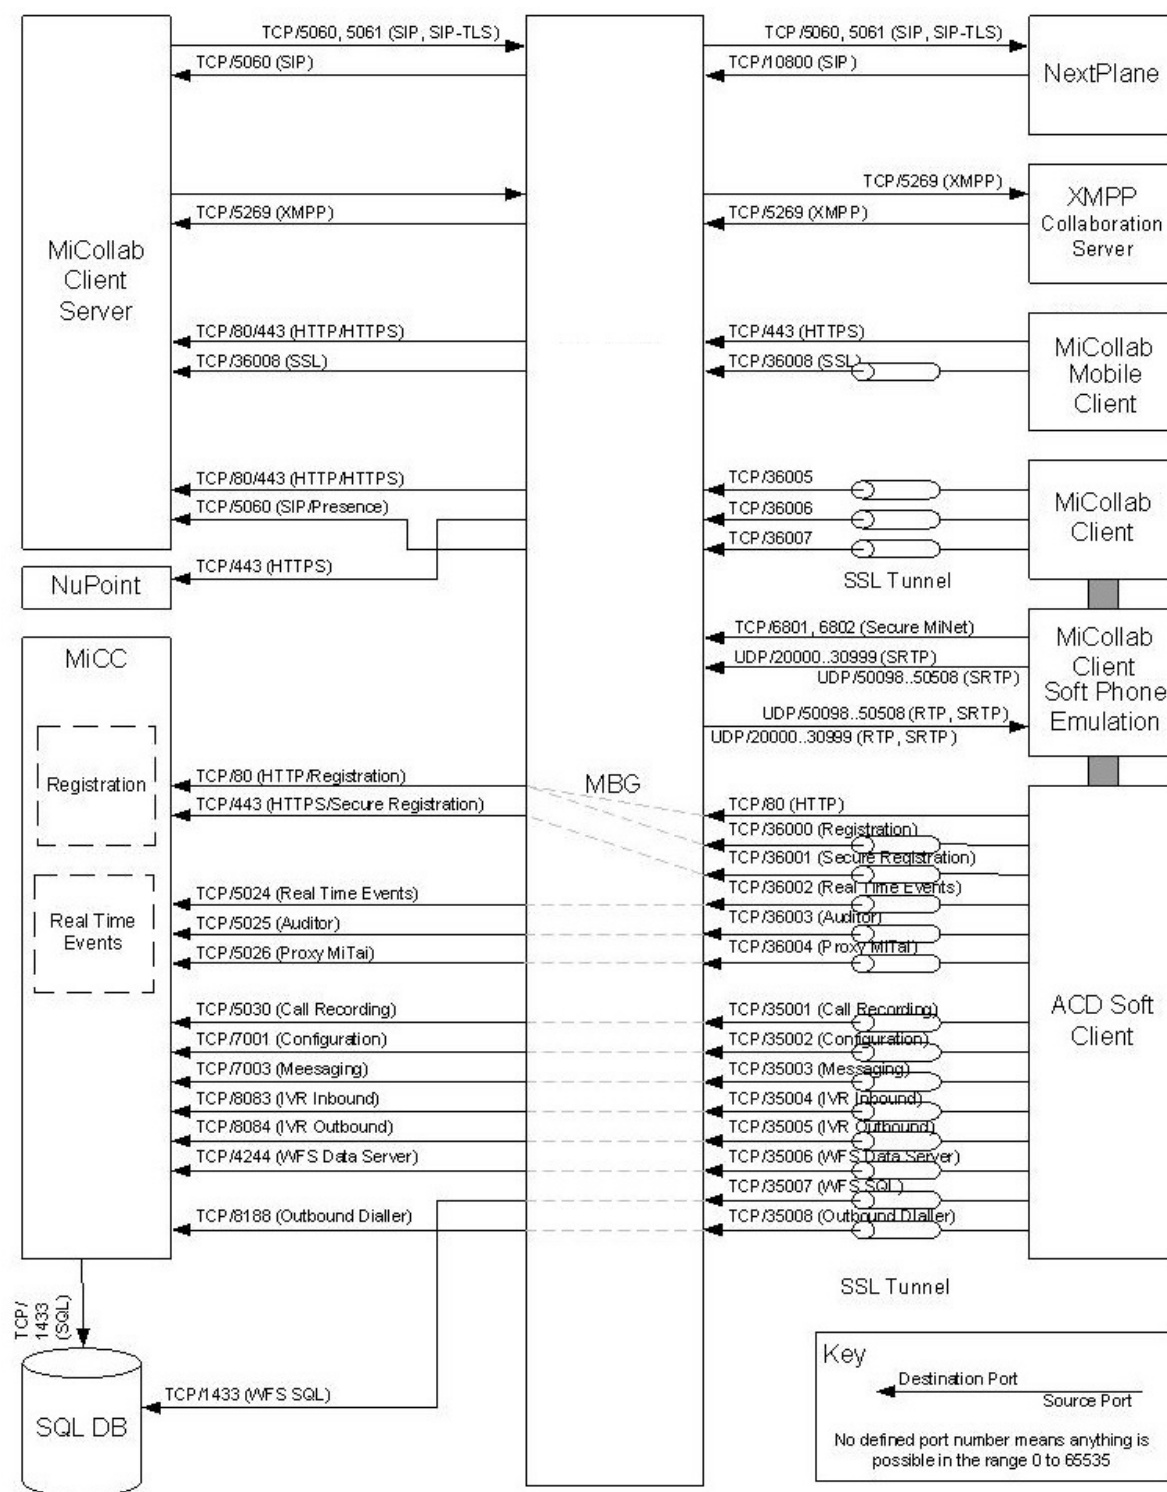 TCP/5060, 5061 (SIP, SIP-TLS)
TCP/5060 (SIP)
TCP/5269 (XMPP)
MiCollab
Client
Server
TCP/80/443 (HTTP/HTTPS)
TCP/36008 (SSL)
TCP/80/443 (HTTP/HTTPS)
TCP/5060 (SIP/Presence)
NuPoint
TCP/443 (HTTPS)
MiCC
Registration
TCP/80 (HTTP/Registration)
TCP/443 (HTTPS/Secure Registration)
Real Time
Events
TCP/5024 (Real Time Events)
TCP/5025 (Auditor)
TCP/5026 (Proxy MiTai)
TCP/5030 (Call Recording)
TCP/7001 (Configuration)
TCP/7003 (Meesaging)
TCP/8083 (IVR Inbound)
TCP/8084 (IVR Outbound)
TCP/4244 (WFS Data Server)
TCP/8188 (Outbound Dialler)
TCP/
1433
(SQL)
TCP/1433 (WFS SQL)
SQL DB
MBG
TCP/5060, 5061 (SIP, SIP-TLS)
TCP/10800 (SIP)
NextPlane
TCP/5269 (XMPP)
TCP/5269 (XMPP)
XMPP
Collaboration
Server
TCP/443 (HTTPS)
TCP/36008 (SSL)
MiCollab
Mobile
Client
TCP/36005
TCP/36006
TCP/36007
SSL Tunnel
MiCollab
Client
TCP/6801, 6802 (Secure MiNet)
UDP/20000..30999 (SRTP)
UDP/50098..50508 (SRTP)
UDP/50098..50508 (RTP, SRTP)
UDP/20000..30999 (RTP, SRTP)
MiCollab
Client
Soft Phone
Emulation
TCP/80 (HTTP)
TCP/36000 (Registration)
TCP/36001 (Secure Registration)
TCP/36002 (Real Time Events)
TCP/36003 (Auditor)
TCP/36004 (Proxy MiTai)
TCP/35001 (Call Recording)
TCP/35002 (Configuration)
TCP/35003 (Messaging)
TCP/35004 (IVR Inbound)
TCP/35005 (IVR Outbound)
TCP/35006 (WFS Data Server)
TCP/35007 (WFS SQL)
TCP/35008 (Outbound Dialler)
ACD Soft
Client
SSL Tunnel
Key
Destination Port
Source Port
No defined port number means anything is
possible in the range 0 to 65535